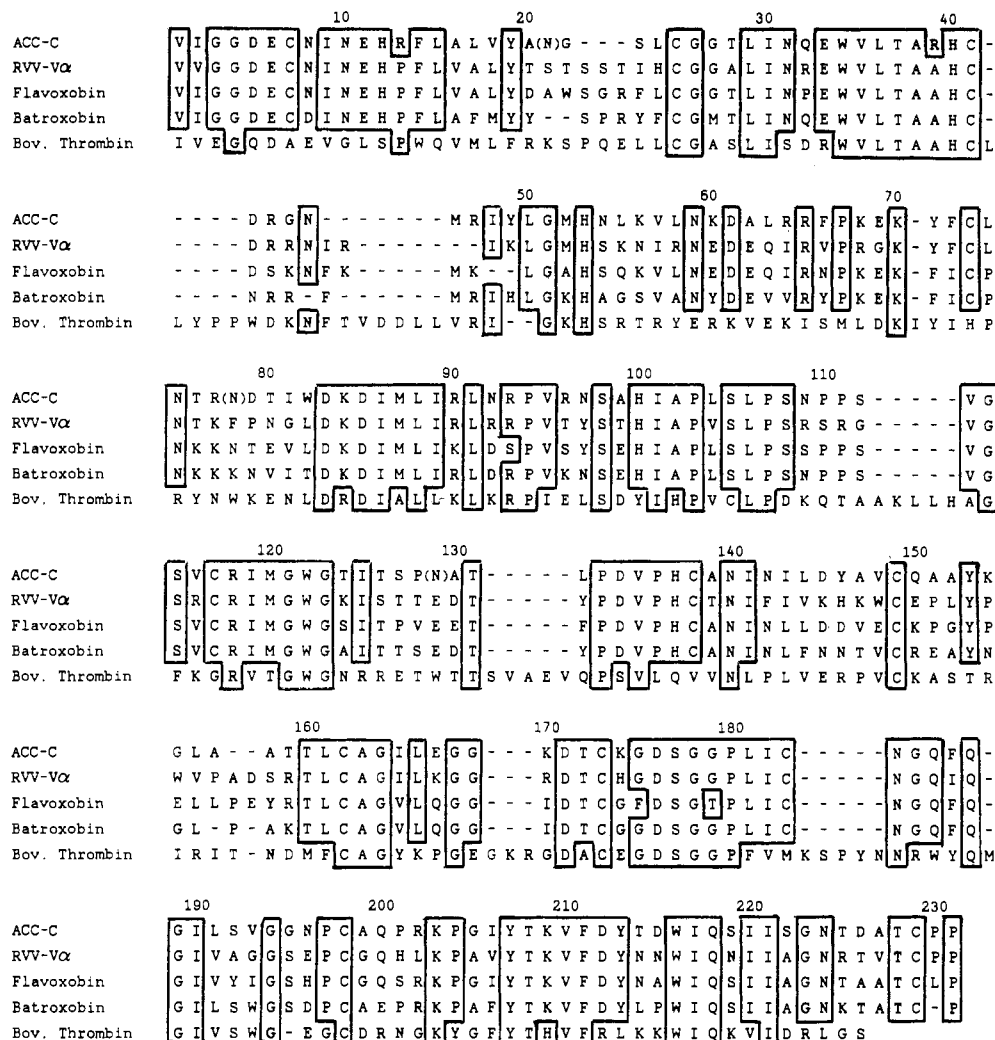 10 20 30 40
ACC-C V I G G D E C N I N E H R F L A L V Y A (N) G - - - S L C G G T L I N Q E W V L T A R H C -
RVV-Vα V V G G D E C N I N E H P F L V A L Y T S T S S T I H C G G A L I N R E W V L T A A H C -
Flavoxobin V I G G D E C N I N E H P F L V A L Y D A W S G R F L C G G T L I N P E W V L T A A H C -
Batroxobin V I G G D E C D I N E H P F L A F M Y Y - S P R Y F C G M T L I N Q E W V L T A A H C -
Bov. Thrombin I V E G Q D A E V G L S P W Q V M L F R K S P Q E L L C G A S L I S D R W V L T A A H C L
50 60 70
ACC-C - - - - D R G N - - - - - - - M R I Y L G M H N L K V L N K D A L R R F P K E K - Y F C L
RVV-Vα - - - - D R R N I R - - - - - - I K L G M H S K N I R N E D E Q I R V P R G K - Y F C L
Flavoxobin - - - - D S K N F K - - - - - M K - L G A H S Q K V L N E D E Q I R N P K E K - F I C P
Batroxobin - - - - N R R - F - - - - - - M R I H L G K H A G S V A N Y D E V V R Y P K E K - F I C P
Bov. Thrombin L Y P P W D K N F T V D D L L V R I - - G K H S R T R Y E R K V E K I S M L D K I Y I H P
80 90 100 110
ACC-C N T R (N) D T I W D K D I M L I R L N R P V R N S A H I A P L S L P S N P P S - - - - - V G
RVV-Vα N T K F P N G L D K D I M L I R L R R P V T Y S T H I A P V S L P S R S R G - - - - - V G
Flavoxobin N K K N T E V L D K D I M L I K L D S P V S Y S E H I A P L S L P S S P P S - - - - - V G
Batroxobin N K K K N V I T D K D I M L I R L D R P V K N S E H I A P L S L P S N P P S - - - - - V G
Bov. Thrombin R Y N W K E N L D R D I A L L K L K R P I E L S D Y I H P V C L P D K Q T A A K L L H A G
120 130 140 150
ACC-C S V C R I M G W G T I T S P (N) A T - - - - - L P D V P H C A N I N I L D Y A V C Q A A Y K
RVV-Vα S R C R I M G W G K I S T T E D T - - - - - Y P D V P H C T N I F I V K H K W C E P L Y P
Flavoxobin S V C R I M G W G S I T P V E E T - - - - - F P D V P H C A N I N L L D D V E C K P G Y P
Batroxobin S V C R I M G W G A I T T S E D T - - - - - Y P D V P H C A N I N L F N N T V C R E A Y N
Bov. Thrombin F K G R V T G W G N R R E T W T T S V A E V Q P S V L Q V V N L P L V E R P V C K A S T R
160 170 180
ACC-C G L A - - A T T L C A G I L E G G - - - K D T C K G D S G G P L I C - - - - - N G Q F Q -
RVV-Vα W V P A D S R T L C A G I L K G G - - - R D T C H G D S G G P L I C - - - - - N G Q I Q -
Flavoxobin E L L P E Y R T L C A G V L Q G G - - - I D T C G F D S G T P L I C - - - - - N G Q F Q -
Batroxobin G L - P - A K T L C A G V L Q G G - - - I D T C G G D S G G P L I C - - - - - N G Q F Q -
Bov. Thrombin I R I T - N D M F C A G Y K P G E G K R G D A C E G D S G G P F V M K S P Y N N R W Y Q M
190 200 210 220 230
ACC-C G I L S V G G N P C A Q P R K P G I Y T K V F D Y T D W I Q S I I S G N T D A T C P P
RVV-Vα G I V A G G S E P C G Q H L K P A V Y T K V F D Y N N W I Q N I I A G N R T V T C P P
Flavoxobin G I V Y I G S H P C G Q S R K P G I Y T K V F D Y N A W I Q S I I A G N T A A T C L P
Batroxobin G I L S W G S D P C A E P R K P A F Y T K V F D Y L P W I Q S I I A G N K T A T C - P
Bov. Thrombin G I V S W G - E G C D R N G K Y G F Y T H V F R L K K W I Q K V I D R L G S